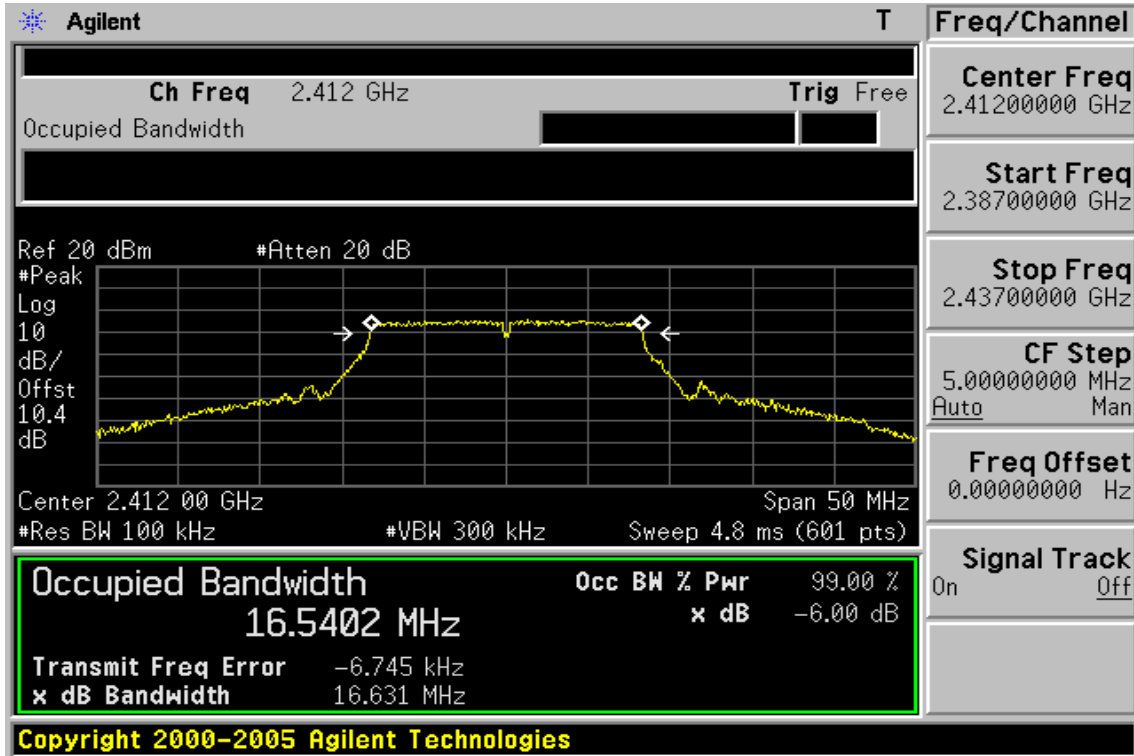 Agilent T Freq/Channel
Ch Freq 2.412 GHz Trig Free
Occupied Bandwidth
Center Freq
2.41200000 GHz
Start Freq
2.38700000 GHz
Stop Freq
2.43700000 GHz
CF Step
5.00000000 MHz
Auto Man
Freq Offset
0.00000000 Hz
Signal Track
On Off
Ref 20 dBm #Atten 20 dB
#Peak
Log
10
dB/
Offst
10.4
dB
Center 2.412 00 GHz Span 50 MHz
#Res BW 100 kHz #VBW 300 kHz Sweep 4.8 ms (601 pts)
Occupied Bandwidth Occ BW % Pwr 99.00 %
16.5402 MHz x dB -6.00 dB
Transmit Freq Error -6.745 kHz
x dB Bandwidth 16.631 MHz
Copyright 2000-2005 Agilent Technologies